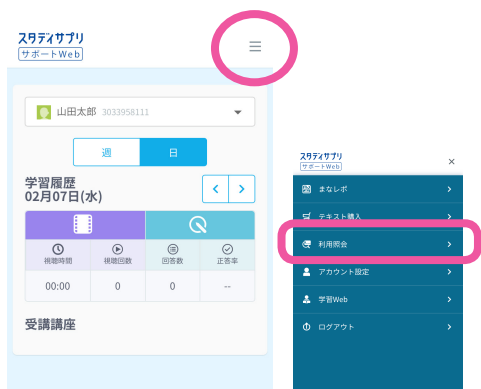 スタディサプリ
サポートWeb
山田太郎 3033958111
週 日
学習履歴
02月07日(水)
視聴時間 視聴回数 回答数 正答率
00:00 0 0 --
受講講座
スタディサプリ
サポートWeb
まなレポ
テキスト購入
利用照会
アカウント設定
学習Web
ログアウト